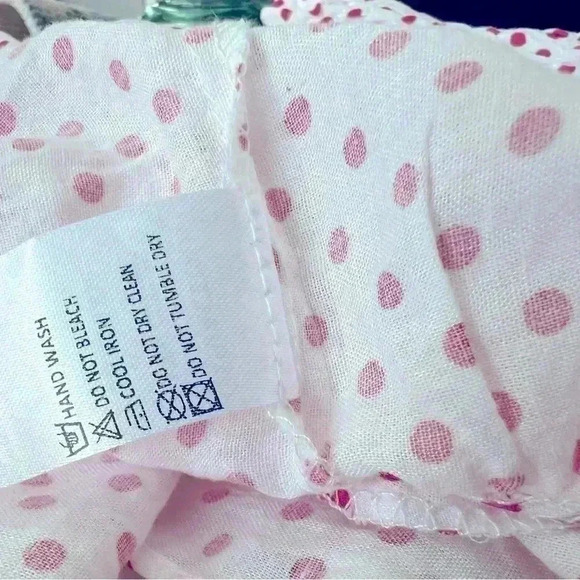 HAND WASH
DO NOT BLEACH
COOL IRON
DO NOT DRY CLEAN
DO NOT TUMBLE DRY